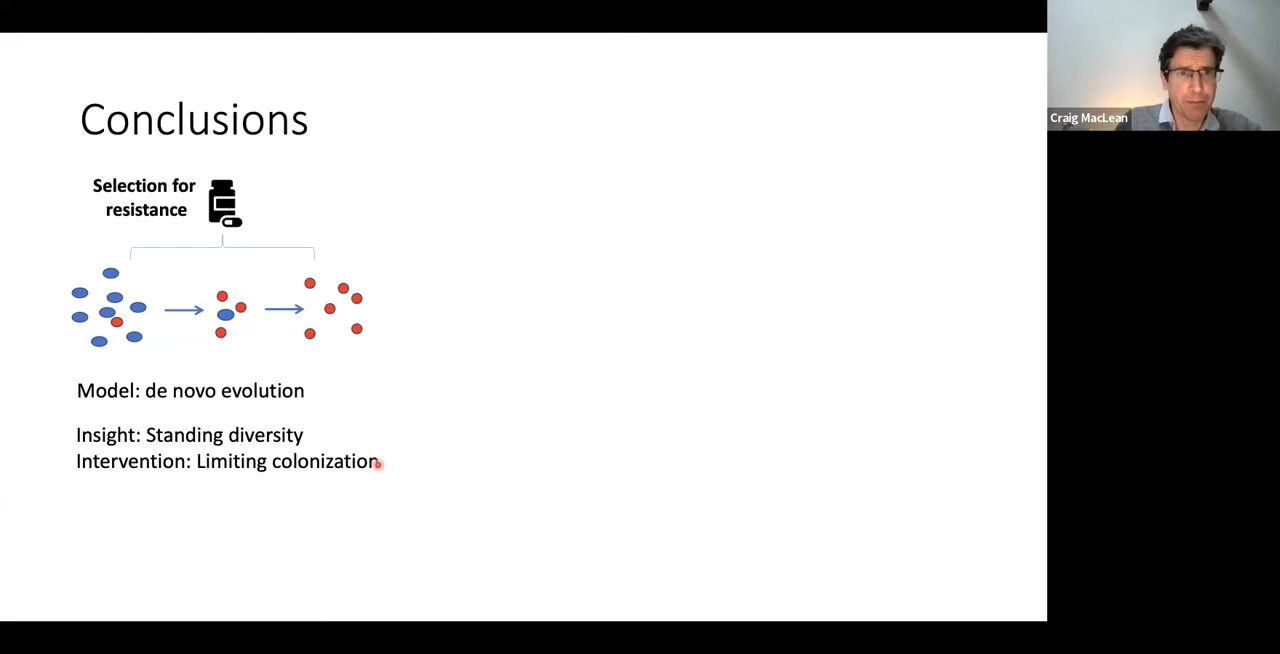 Conclusions
Selection for
resistance
Model: de novo evolution
Insight: Standing diversity
Intervention: Limiting colonization
Craig MacLean